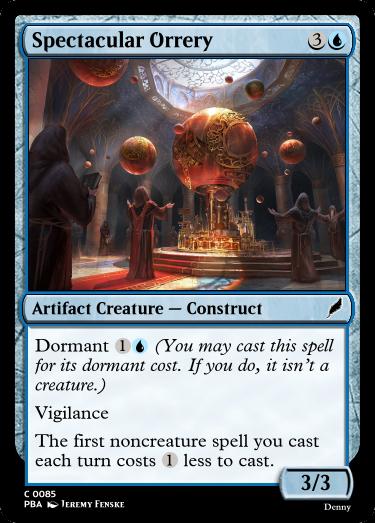 Spectacular Orrery 3
Artifact Creature — Construct
Dormant 1 (You may cast this spell
for its dormant cost. If you do, it isn't a
creature.)
Vigilance
The first noncreature spell you cast
each turn costs 1 less to cast.
3/3
C 0085
PBA Jeremy Fenske
Denny